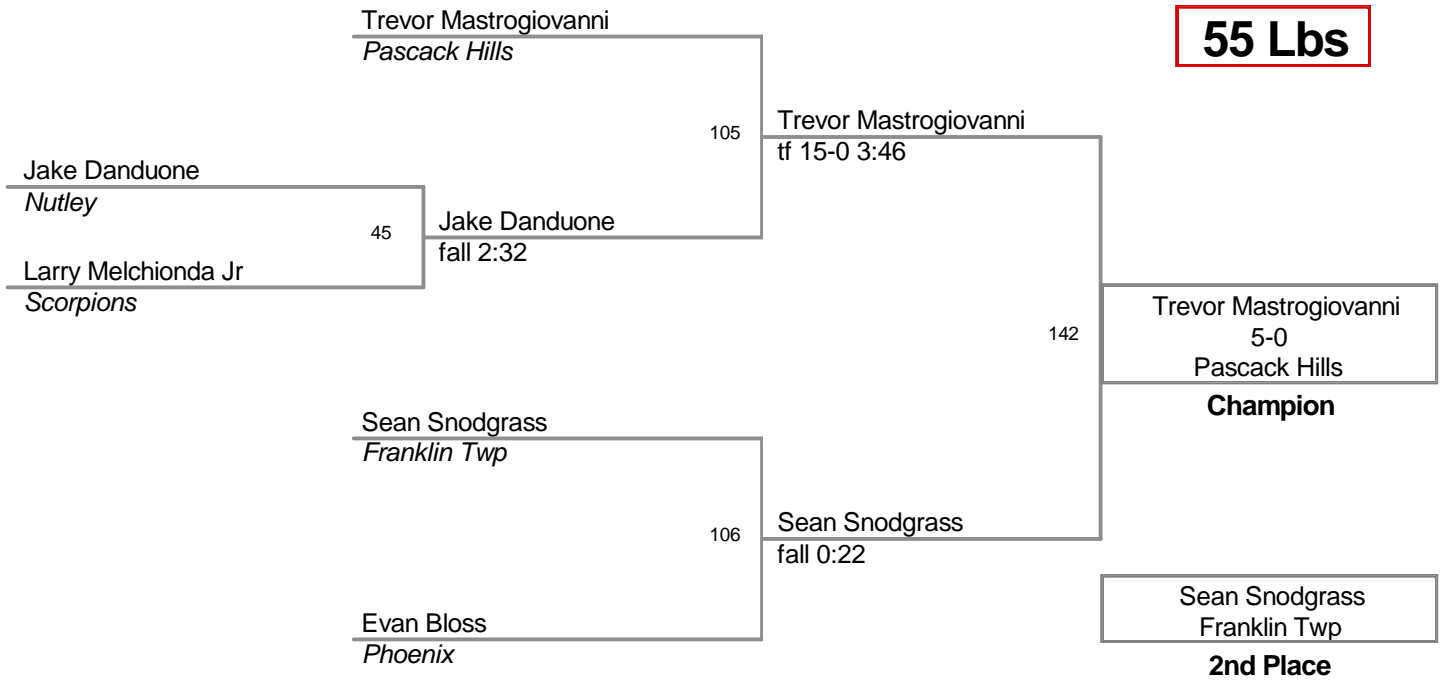 Trevor Mastrogiovanni
Pascack Hills
55 Lbs
105
Trevor Mastrogiovanni
tf 15-0 3:46
Jake Danduone
Nutley
45
Jake Danduone
fall 2:32
Larry Melchionda Jr
Scorpions
142
Trevor Mastrogiovanni
5-0
Pascack Hills
Champion
Sean Snodgrass
Franklin Twp
106
Sean Snodgrass
fall 0:22
Evan Bloss
Phoenix
Sean Snodgrass
Franklin Twp
2nd Place